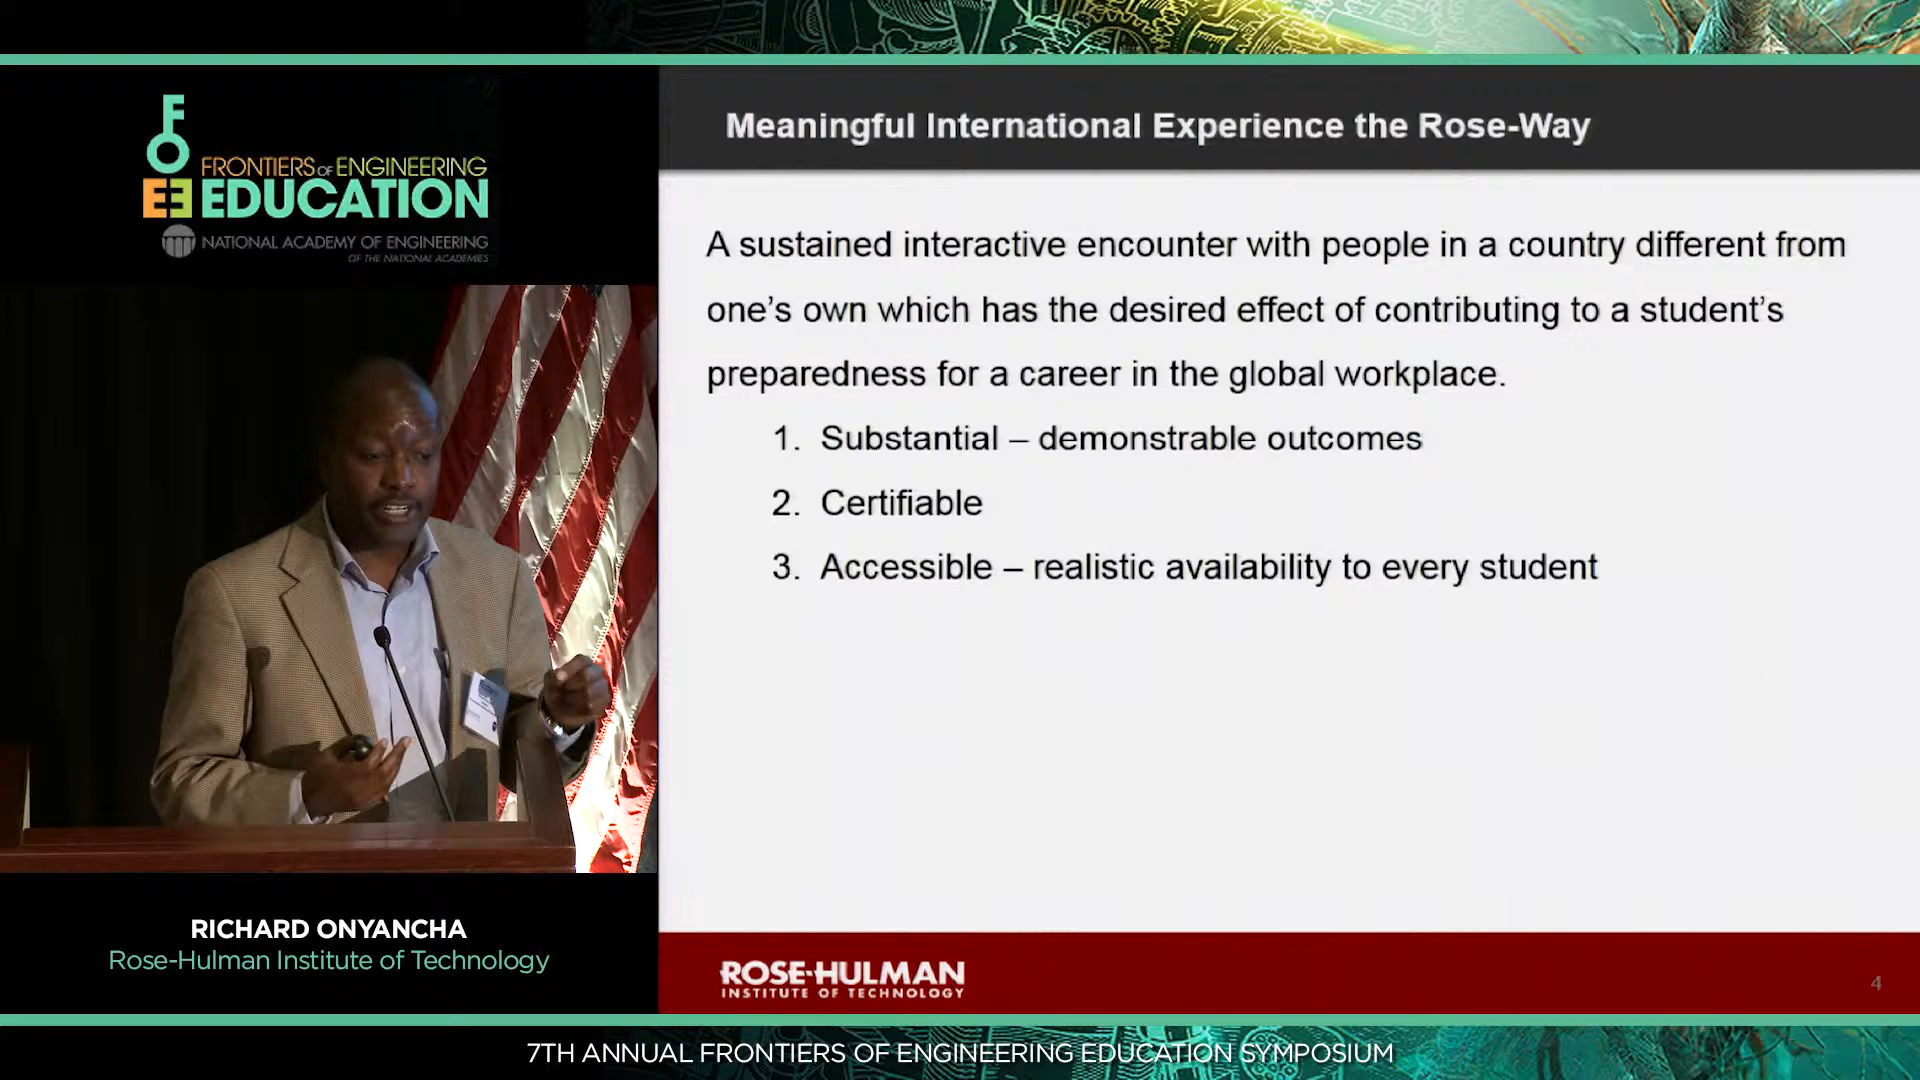 FOEE
FRONTIERS OF ENGINEERING
EDUCATION
NATIONAL ACADEMY OF ENGINEERING
OF THE NATIONAL ACADEMIES
RICHARD ONYANCHA
Rose-Hulman Institute of Technology
Meaningful International Experience the Rose-Way
A sustained interactive encounter with people in a country different from
one’s own which has the desired effect of contributing to a student’s
preparedness for a career in the global workplace.
1. Substantial – demonstrable outcomes
2. Certifiable
3. Accessible – realistic availability to every student
ROSE-HULMAN
INSTITUTE OF TECHNOLOGY
4
7TH ANNUAL FRONTIERS OF ENGINEERING EDUCATION SYMPOSIUM